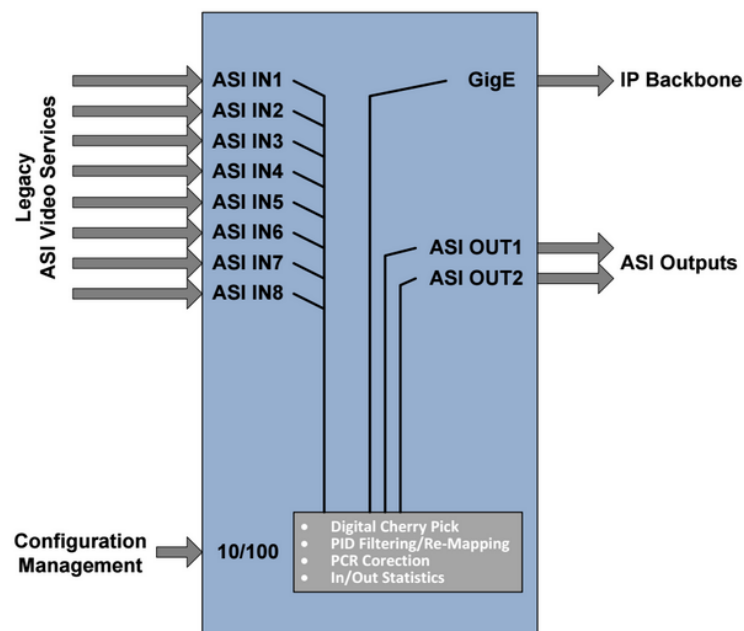 Legacy
ASI Video Services
ASI IN1
ASI IN2
ASI IN3
ASI IN4
ASI IN5
ASI IN6
ASI IN7
ASI IN8
GigE
IP Backbone
ASI OUT1
ASI OUT2
ASI Outputs
Configuration
Management
10/100
• Digital Cherry Pick
• PID Filtering/Re-Mapping
• PCR Corection
• In/Out Statistics